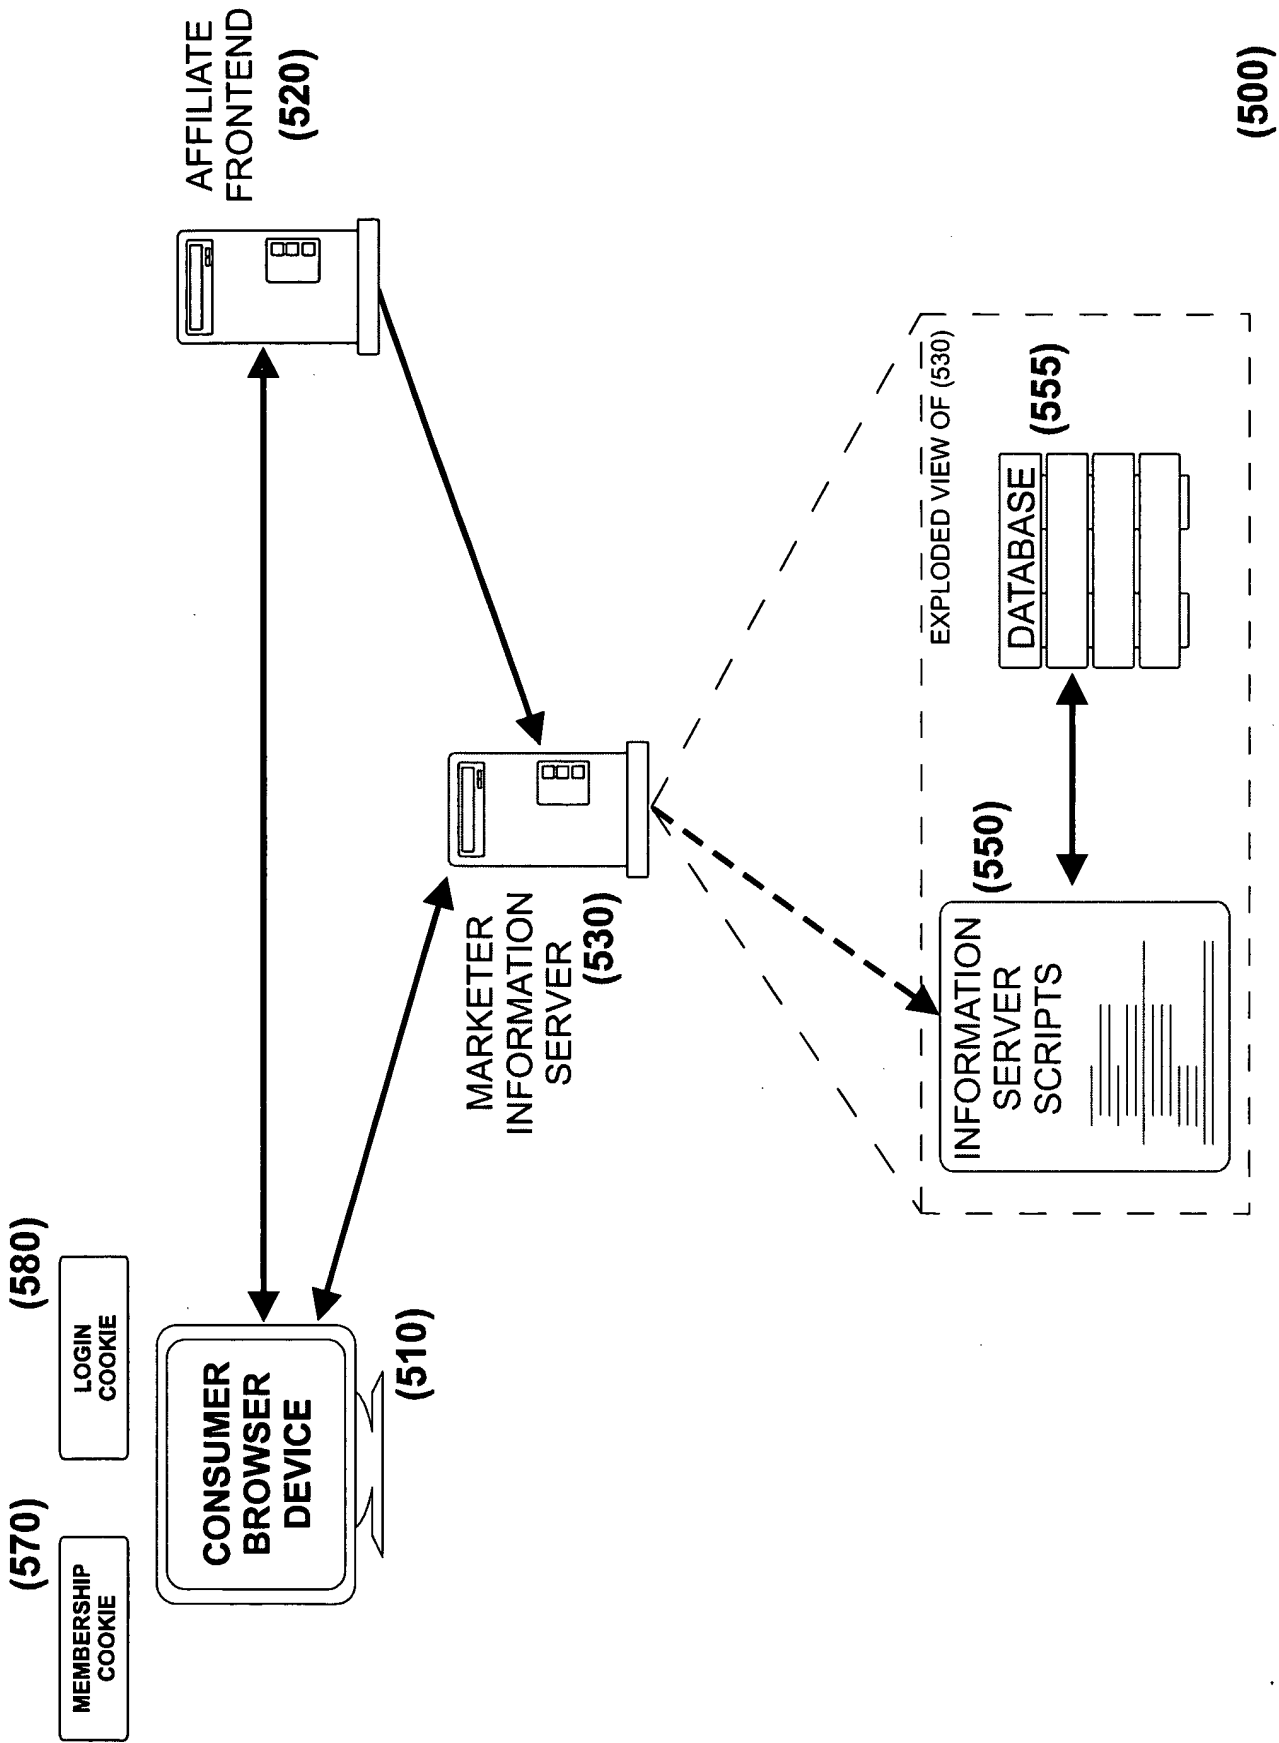 (570)
(580)
MEMBERSHIP
COOKIE
LOGIN
COOKIE
CONSUMER
BROWSER
DEVICE
(510)
AFFILIATE
FRONTEND
(520)
MARKETER
INFORMATION
SERVER
(530)
EXPLODED VIEW OF (530)
INFORMATION
SERVER
SCRIPTS
(550)
DATABASE
(555)
(500)